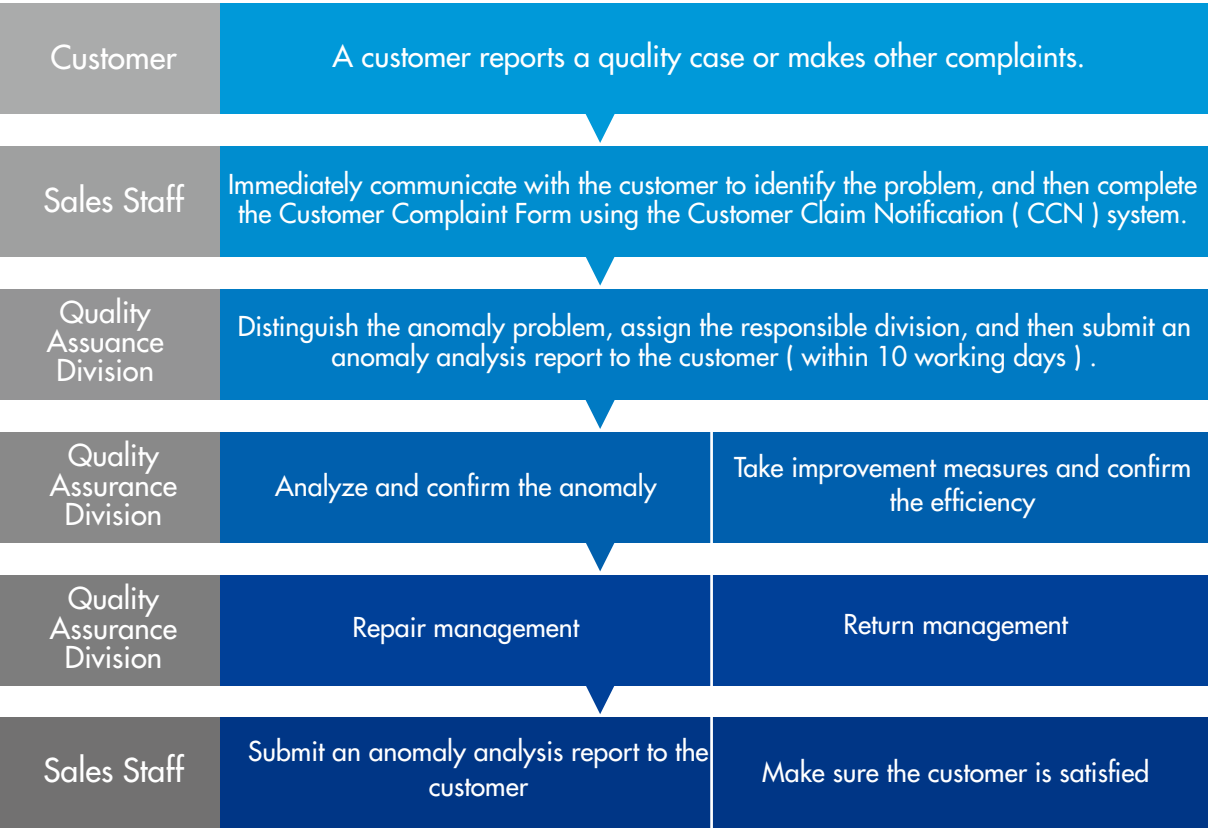 Customer
A customer reports a quality case or makes other complaints.
Sales Staff
Immediately communicate with the customer to identify the problem, and then complete
the Customer Complaint Form using the Customer Claim Notification ( CCN ) system.
Quality
Assuance
Division
Distinguish the anomaly problem, assign the responsible division, and then submit an
anomaly analysis report to the customer ( within 10 working days ) .
Quality
Assurance
Division
Analyze and confirm the anomaly
Take improvement measures and confirm
the efficiency
Quality
Assurance
Division
Repair management
Return management
Sales Staff
Submit an anomaly analysis report to the
customer
Make sure the customer is satisfied